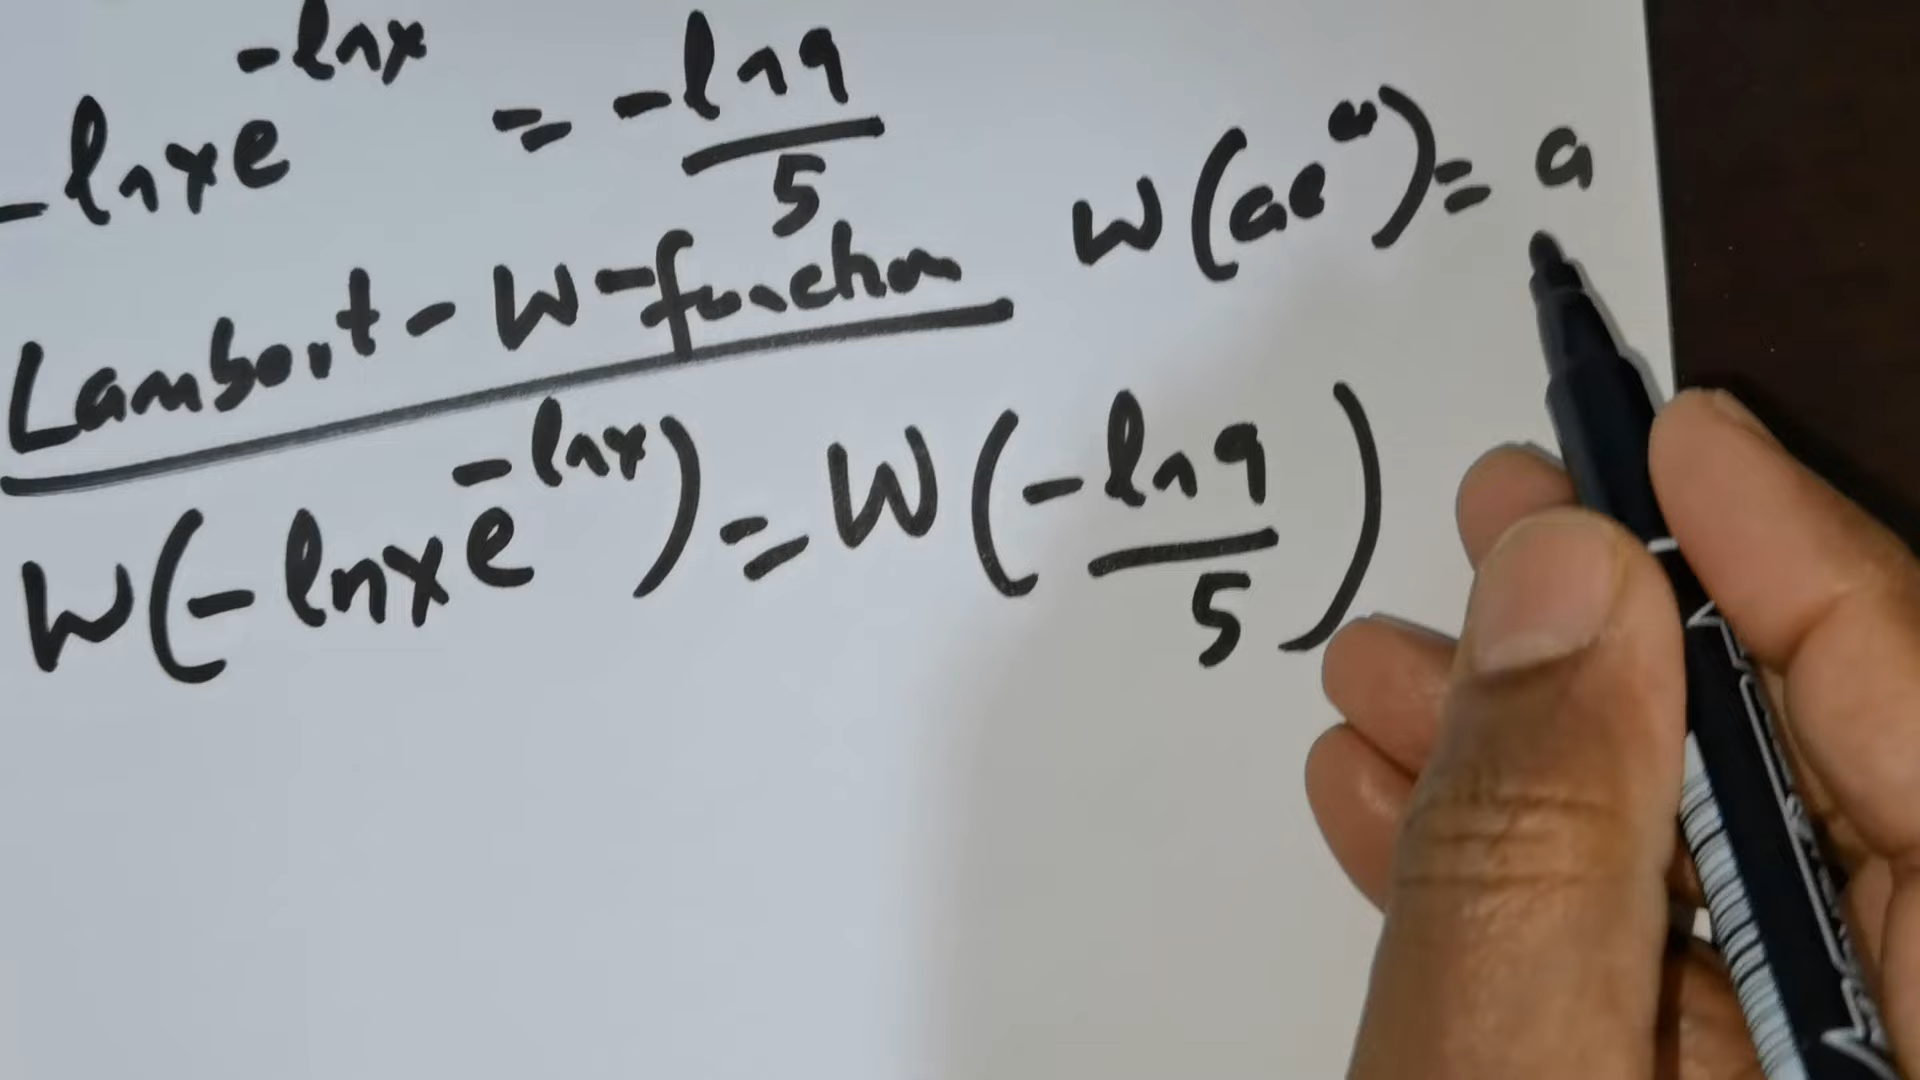 -lnxe^{-lnx} = -ln9/5
W(ae^a) = a
Lambert-W-function
W(-lnxe^{-lnx}) = W(-ln9/5)